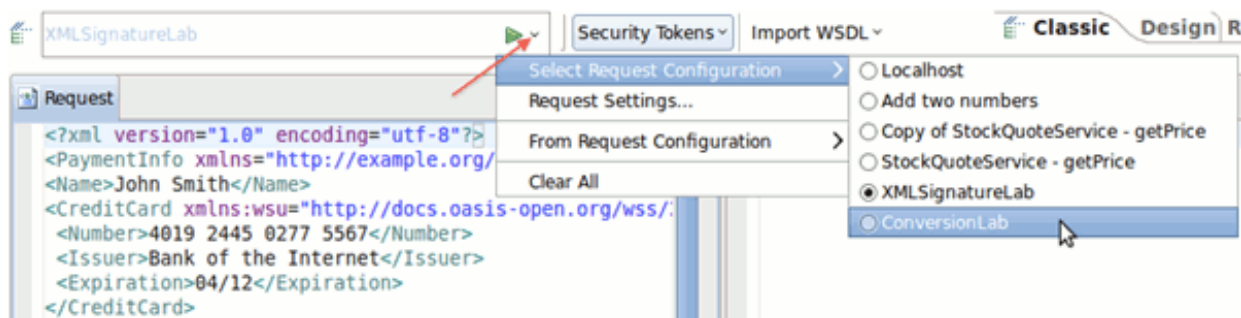 XMLSignatureLab
Security Tokens
Import WSDL
Classic
Design
R
Select Request Configuration
Request Settings...
From Request Configuration
Clear All
Localhost
Add two numbers
Copy of StockQuoteService - getPrice
StockQuoteService - getPrice
XMLSignatureLab
ConversionLab
Request
<?xml version="1.0" encoding="utf-8"?>
<PaymentInfo xmlns="http://example.org/
<Name>John Smith</Name>
<CreditCard xmlns:wsu="http://docs.oasis-open.org/wss/
<Number>4019 2445 0277 5567</Number>
<Issuer>Bank of the Internet</Issuer>
<Expiration>04/12</Expiration>
</CreditCard>